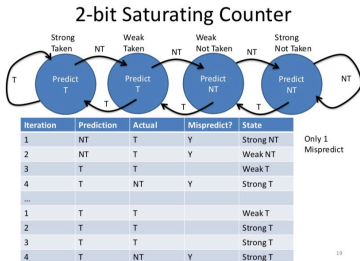 2-bit Saturating Counter
Strong Taken
Weak Taken
Weak Not Taken
Strong Not Taken
NT
NT
NT
T
Predict T
Predict T
Predict NT
Predict NT
NT
T
T
T
Iteration Prediction Actual Mispredict? State
1 NT T Y Strong NT
2 NT T Y Weak NT
3 T T Weak T
4 T NT Y Strong T
...
1 T T Weak T
2 T T Strong T
3 T T Strong T
4 T NT Y Strong T
Only 1
Mispredict
19